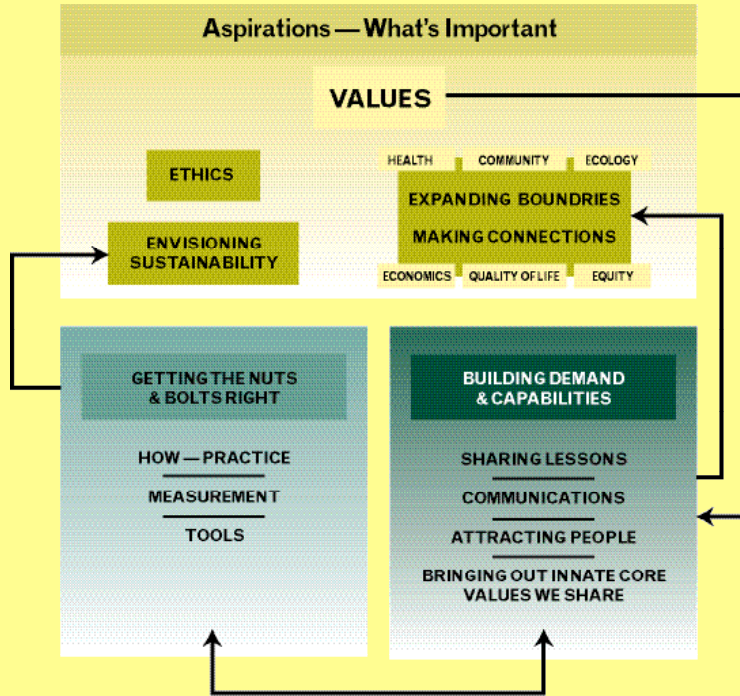 Aspirations — What's Important
VALUES
ETHICS
ENVISIONING
SUSTAINABILITY
HEALTH COMMUNITY ECOLOGY
EXPANDING BOUNDRIES
MAKING CONNECTIONS
ECONOMICS QUALITY OF LIFE EQUITY
GETTING THE NUTS
& BOLTS RIGHT
HOW — PRACTICE
MEASUREMENT
TOOLS
BUILDING DEMAND
& CAPABILITIES
SHARING LESSONS
COMMUNICATIONS
ATTRACTING PEOPLE
BRINGING OUT INNATE CORE
VALUES WE SHARE